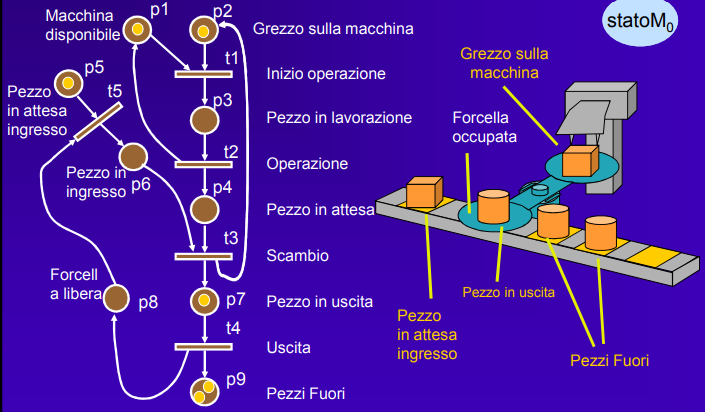 Macchina
disponibile
p1
p2
Grezzo sulla macchina
statoM0
Grezzo sulla
macchina
t1
Inizio operazione
p5
t5
Pezzo
in attesa
ingresso
p3
Pezzo in lavorazione
Forcella
occupata
t2
Operazione
Pezzo in
ingresso
p6
p4
Pezzo in attesa
t3
Scambio
Forcell
a libera
p8
p7
Pezzo in uscita
Pezzo in uscita
Pezzo
in attesa
ingresso
t4
Uscita
Pezzi Fuori
p9
Pezzi Fuori